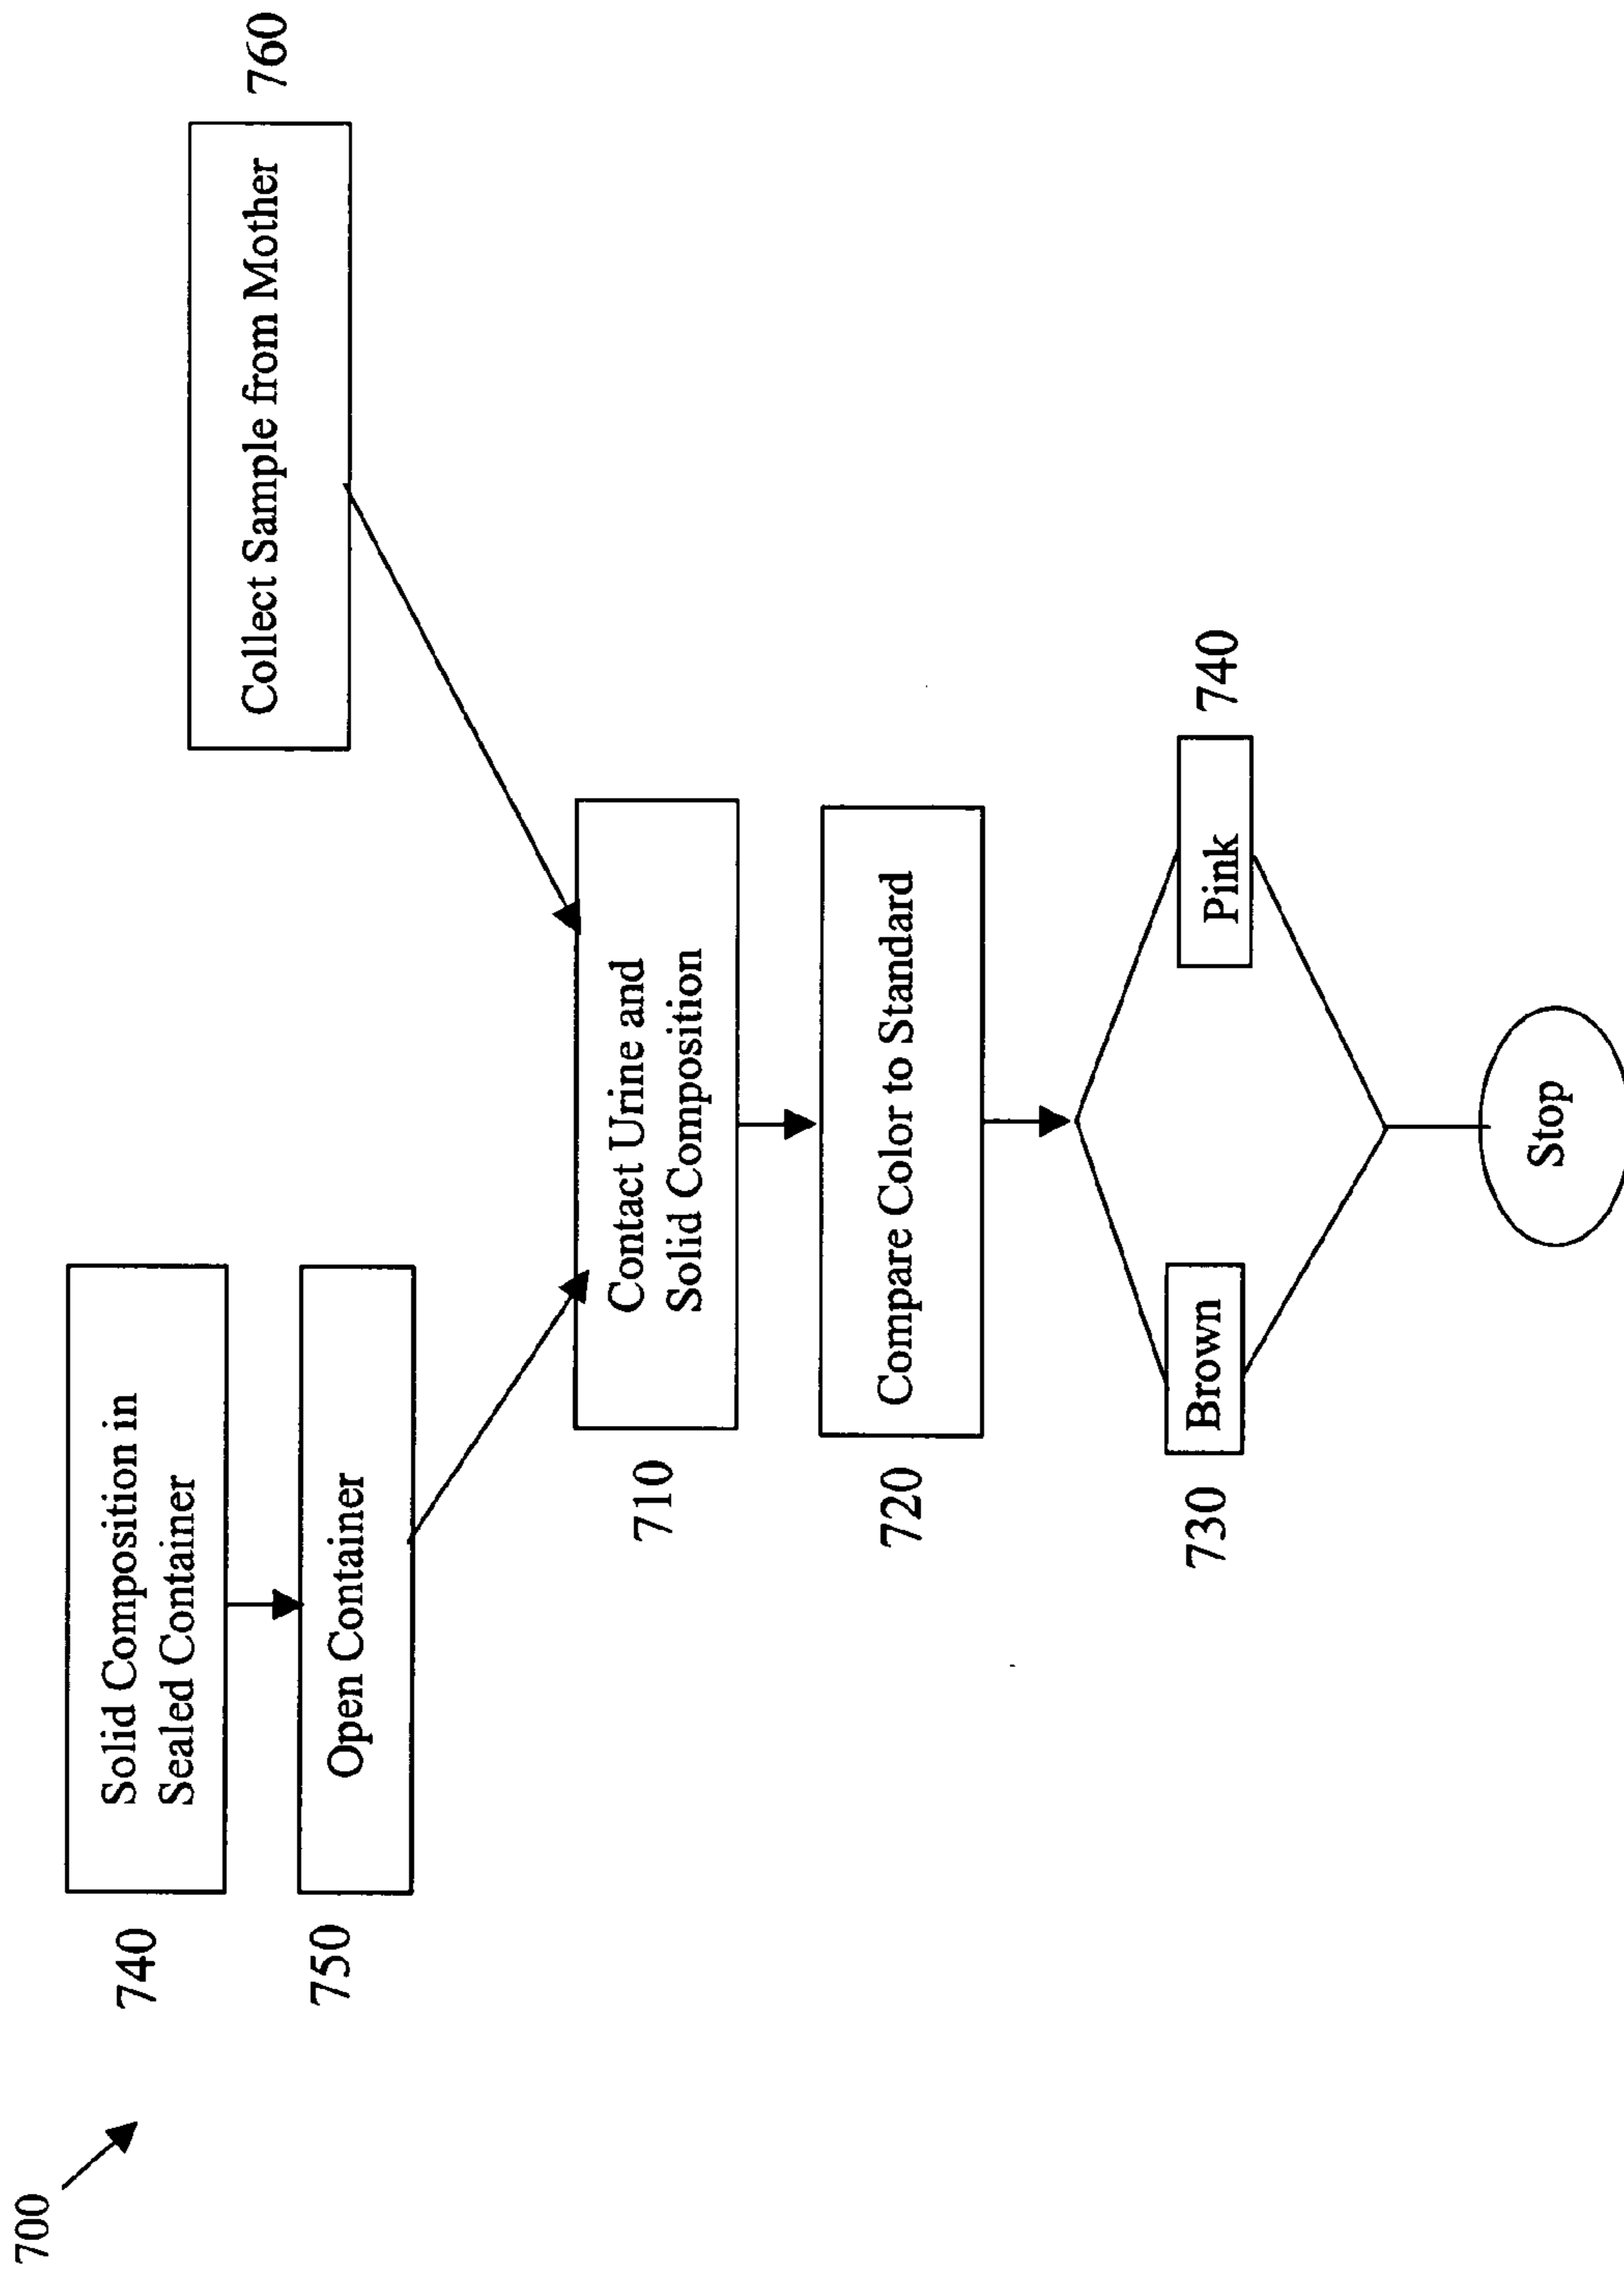 700
740
Solid Composition in
Sealed Container
750
Open Container
Collect Sample from Mother
760
710
Contact Urine and
Solid Composition
720
Compare Color to Standard
730
Brown
Pink
740
Stop